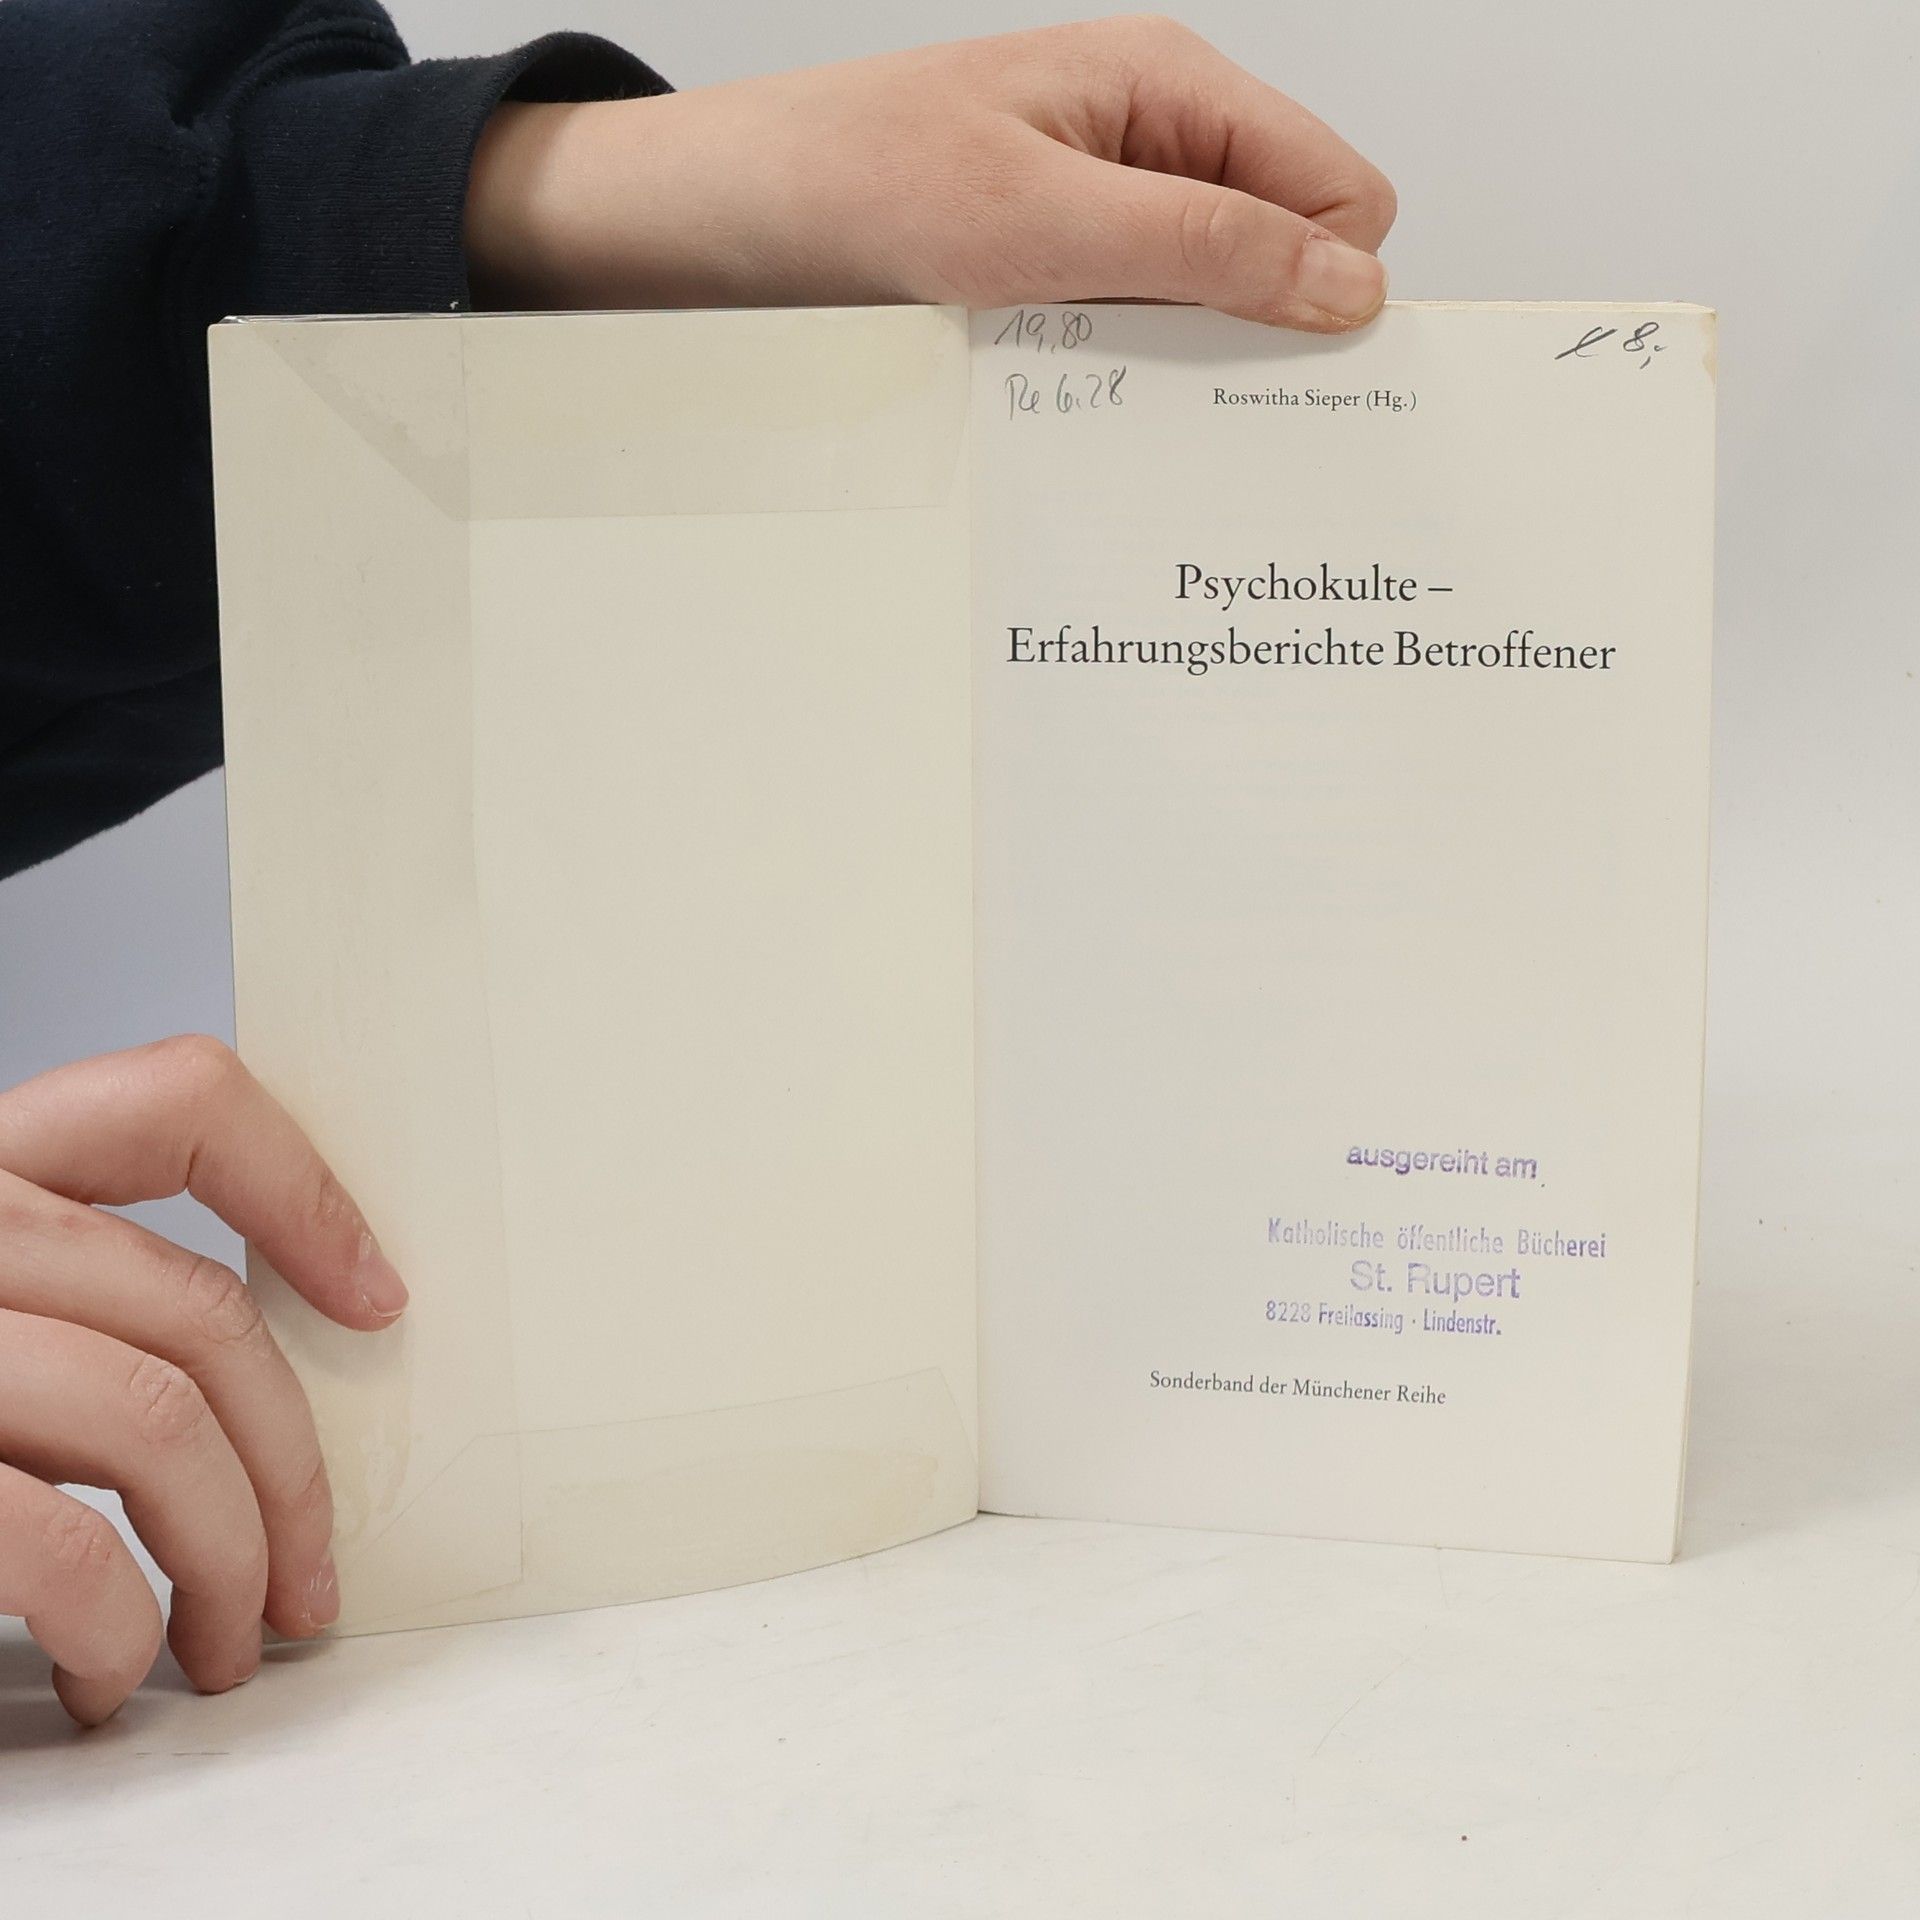 19,80
€ 8,-
Re 6.28
Roswitha Sieper (Hg.)
Psychokulte –
Erfahrungsberichte Betroffener
ausgereiht am
Katholische öffentliche Bücherei
St. Rupert
8228 Freilassing · Lindenstr.
Sonderband der Münchener Reihe